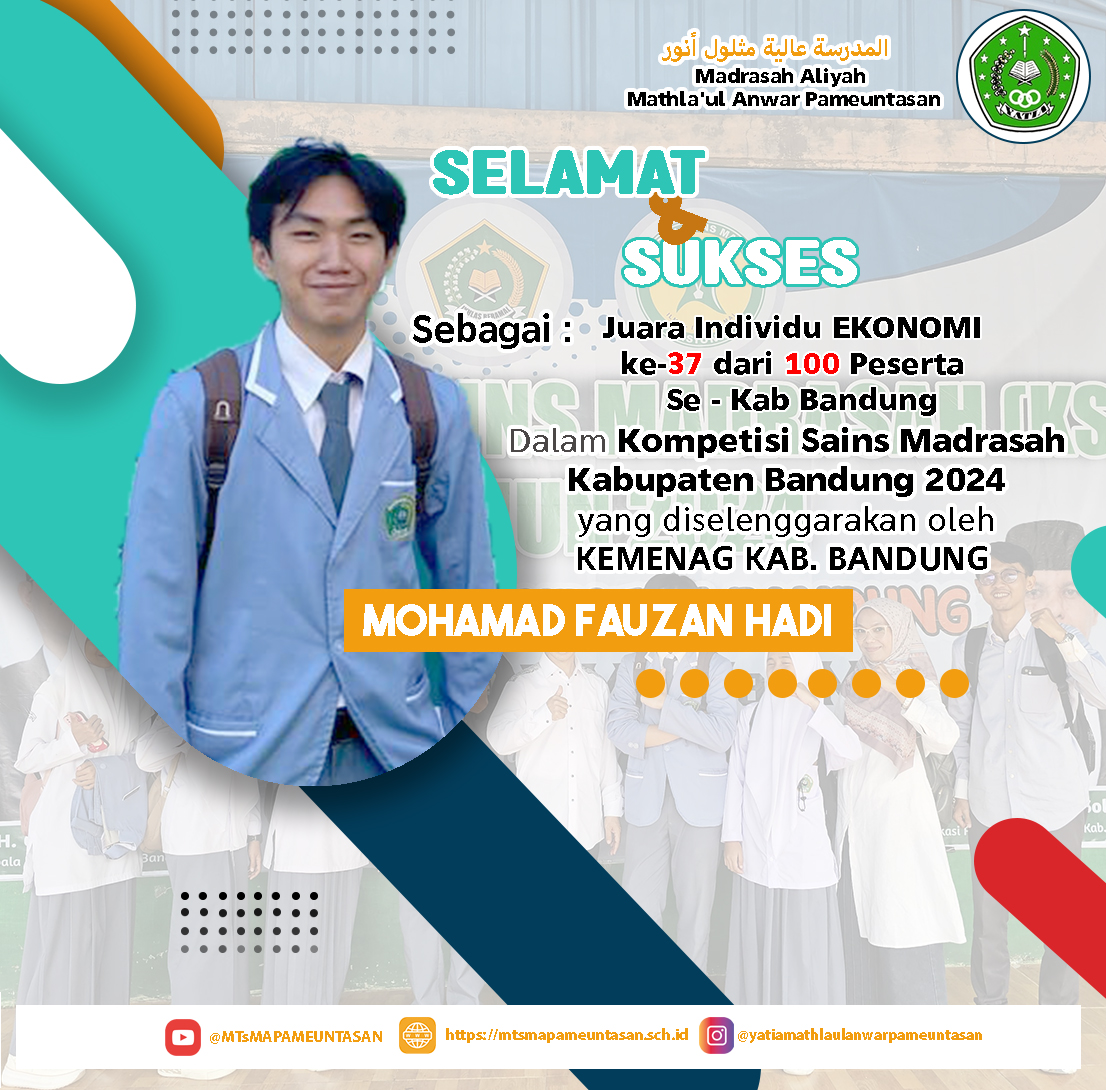 المدرسة عالية مثلول أنور
Madrasah Aliyah
Mathla'ul Anwar Pameuntasan
SELAMAT
&
SUKSES
Sebagai : Juara Individu EKONOMI
ke-37 dari 100 Peserta
Se - Kab Bandung
Dalam Kompetisi Sains Madrasah
Kabupaten Bandung 2024
yang diselenggarakan oleh
KEMENAG KAB. BANDUNG
MOHAMAD FAUZAN HADI
@MTsMAPAMEUNTASAN
https://mtsmapameuntasan.sch.id
@yatiamathlaulanwarpameuntasan